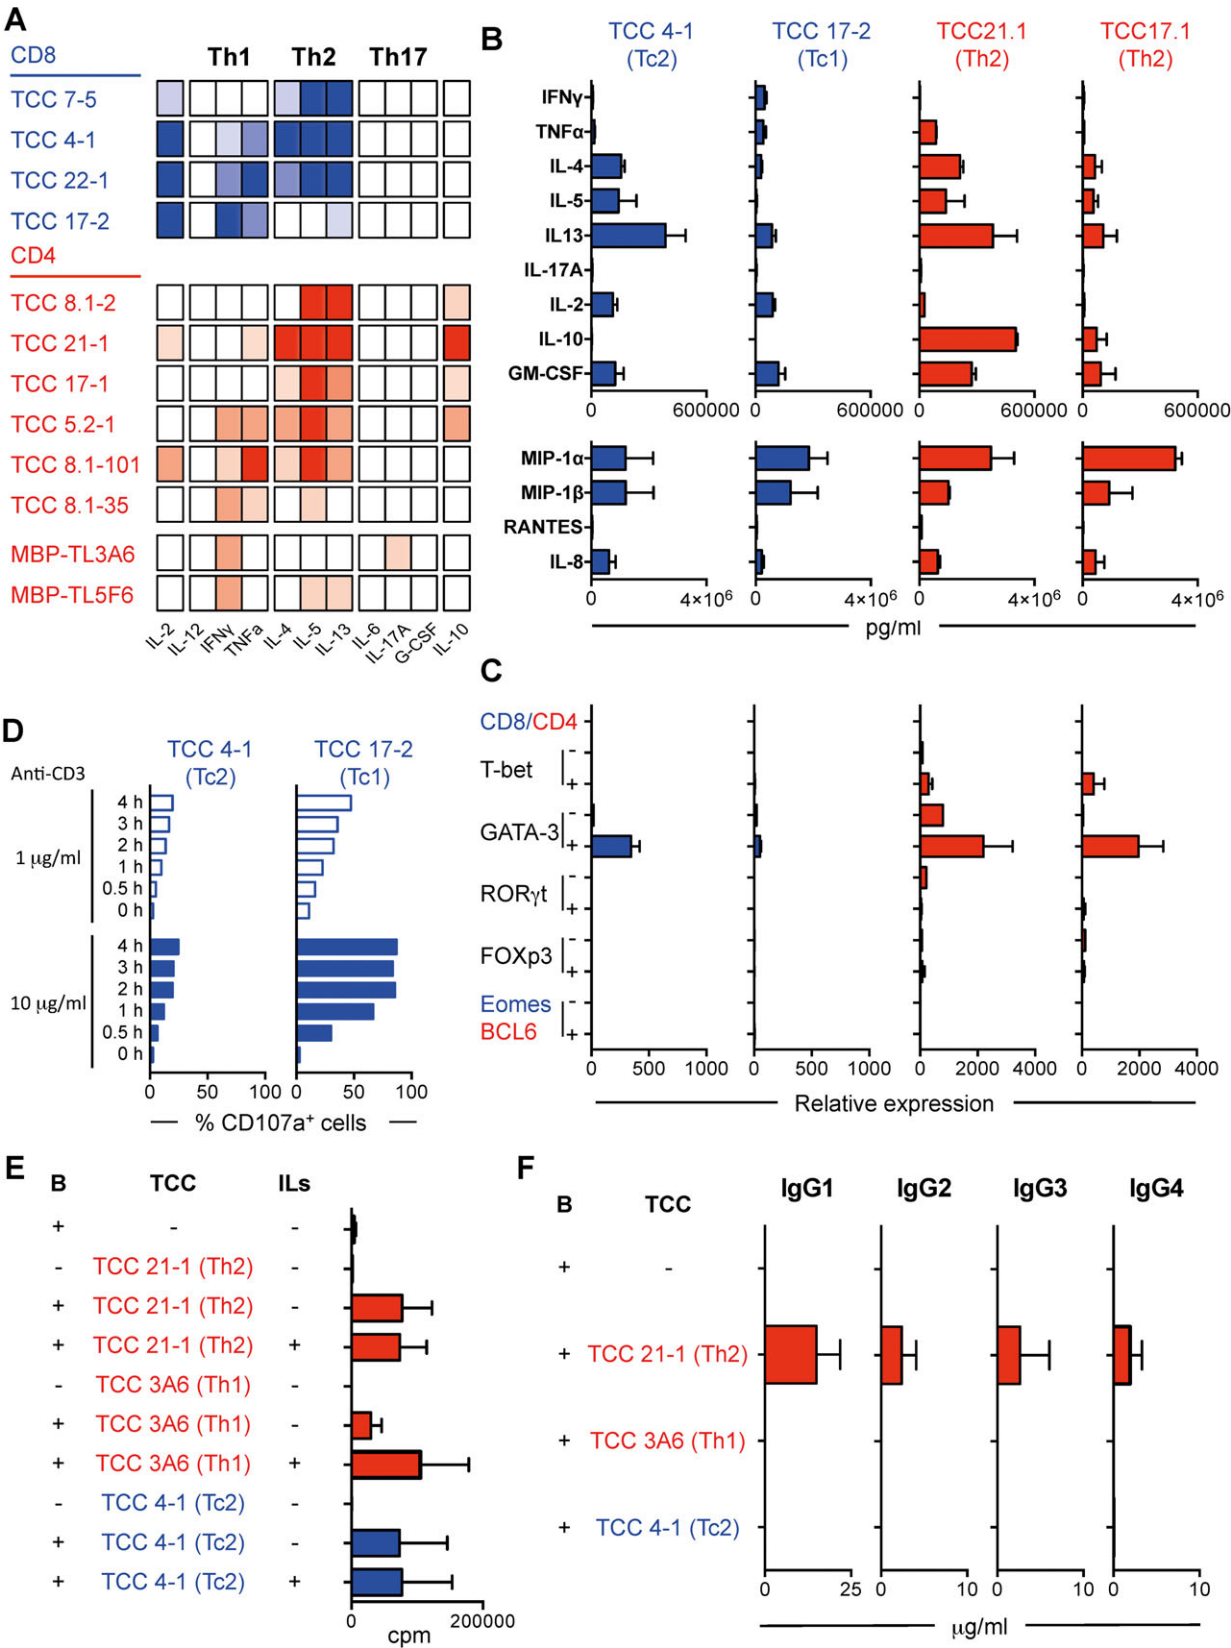 A
CD8 Th1 Th2 Th17
TCC 7-5
TCC 4-1
TCC 22-1
TCC 17-2
CD4
TCC 8.1-2
TCC 21-1
TCC 17-1
TCC 5.2-1
TCC 8.1-101
TCC 8.1-35
MBP-TL3A6
MBP-TL5F6
IL-2 IL-12 IFNγ TNFa IL-4 IL-5 IL-13 IL-6 IL-17A G-CSF IL-10
B
TCC 4-1 TCC 17-2 TCC21.1 TCC17.1
(Tc2) (Tc1) (Th2) (Th2)
IFNγ
TNFα
IL-4
IL-5
IL13
IL-17A
IL-2
IL-10
GM-CSF
0 600000 0 600000 0 600000 0 600000
MIP-1α
MIP-1β
RANTES
IL-8
0 4×10⁶ 0 4×10⁶ 0 4×10⁶ 0 4×10⁶
pg/ml
C
CD8/CD4
-
T-bet
+
-
GATA-3
+
-
RORγt
+
-
FOXp3
+
Eomes -
BCL6 +
0 500 1000 0 500 1000 0 2000 4000 0 2000 4000
Relative expression
D
TCC 4-1 TCC 17-2
Anti-CD3 (Tc2) (Tc1)
4 h
3 h
2 h
1 μg/ml
1 h
0.5 h
0 h
4 h
3 h
2 h
10 μg/ml
1 h
0.5 h
0 h
0 50 100 0 50 100
% CD107a⁺ cells
E
B TCC ILs
+ - -
- TCC 21-1 (Th2) -
+ TCC 21-1 (Th2) -
+ TCC 21-1 (Th2) +
- TCC 3A6 (Th1) -
+ TCC 3A6 (Th1) -
+ TCC 3A6 (Th1) +
- TCC 4-1 (Tc2) -
+ TCC 4-1 (Tc2) -
+ TCC 4-1 (Tc2) +
0 200000
cpm
F
B TCC IgG1 IgG2 IgG3 IgG4
+ -
+ TCC 21-1 (Th2)
+ TCC 3A6 (Th1)
+ TCC 4-1 (Tc2)
0 25 0 10 0 10 0 10
μg/ml